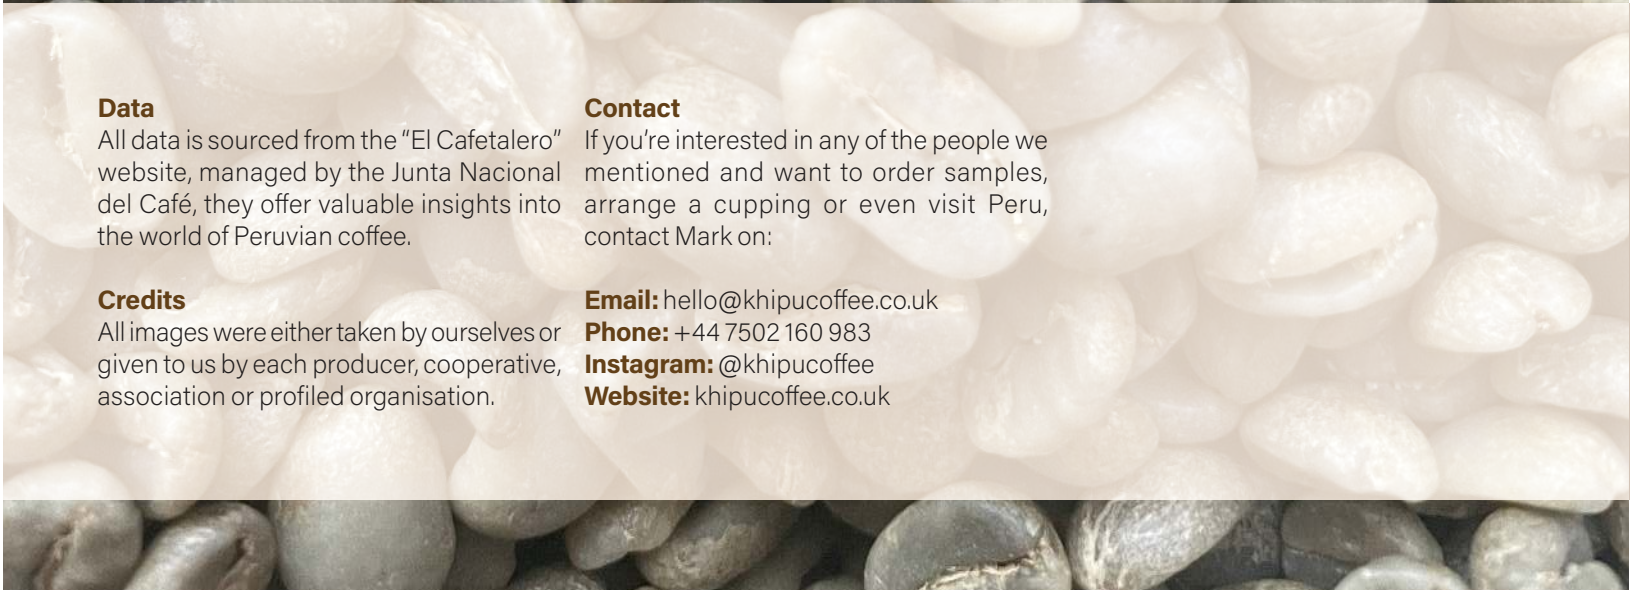 Data
All data is sourced from the “El Cafetalero”
website, managed by the Junta Nacional
del Café, they offer valuable insights into
the world of Peruvian coffee.
Credits
All images were either taken by ourselves or
given to us by each producer, cooperative,
association or profiled organisation.
Contact
If you’re interested in any of the people we
mentioned and want to order samples,
arrange a cupping or even visit Peru,
contact Mark on:
Email: hello@khipucoffee.co.uk
Phone: +44 7502 160 983
Instagram: @khipucoffee
Website: khipucoffee.co.uk